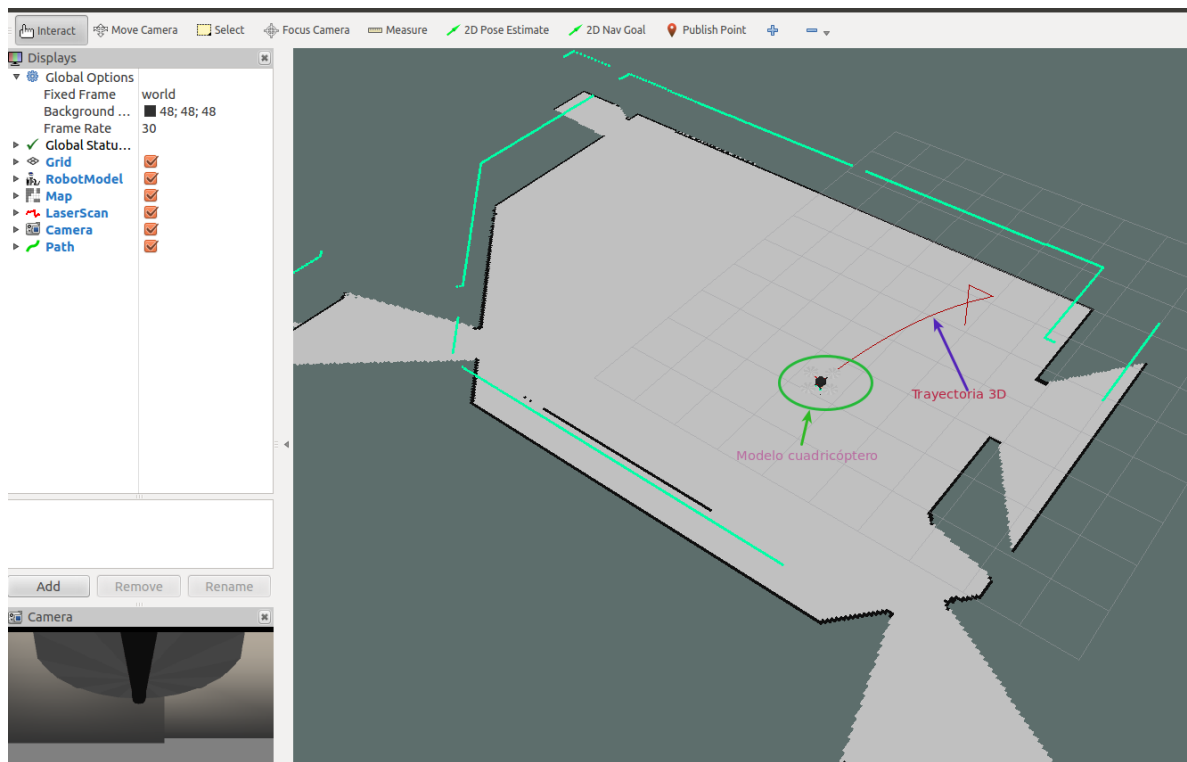 Interact Move Camera Select Focus Camera Measure 2D Pose Estimate 2D Nav Goal Publish Point
Displays
Global Options
Fixed Frame world
Background ... 48; 48; 48
Frame Rate 30
Global Statu...
Grid
RobotModel
Map
LaserScan
Camera
Path
Add Remove Rename
Camera
Trayectoria 3D
Modelo cuadricóptero